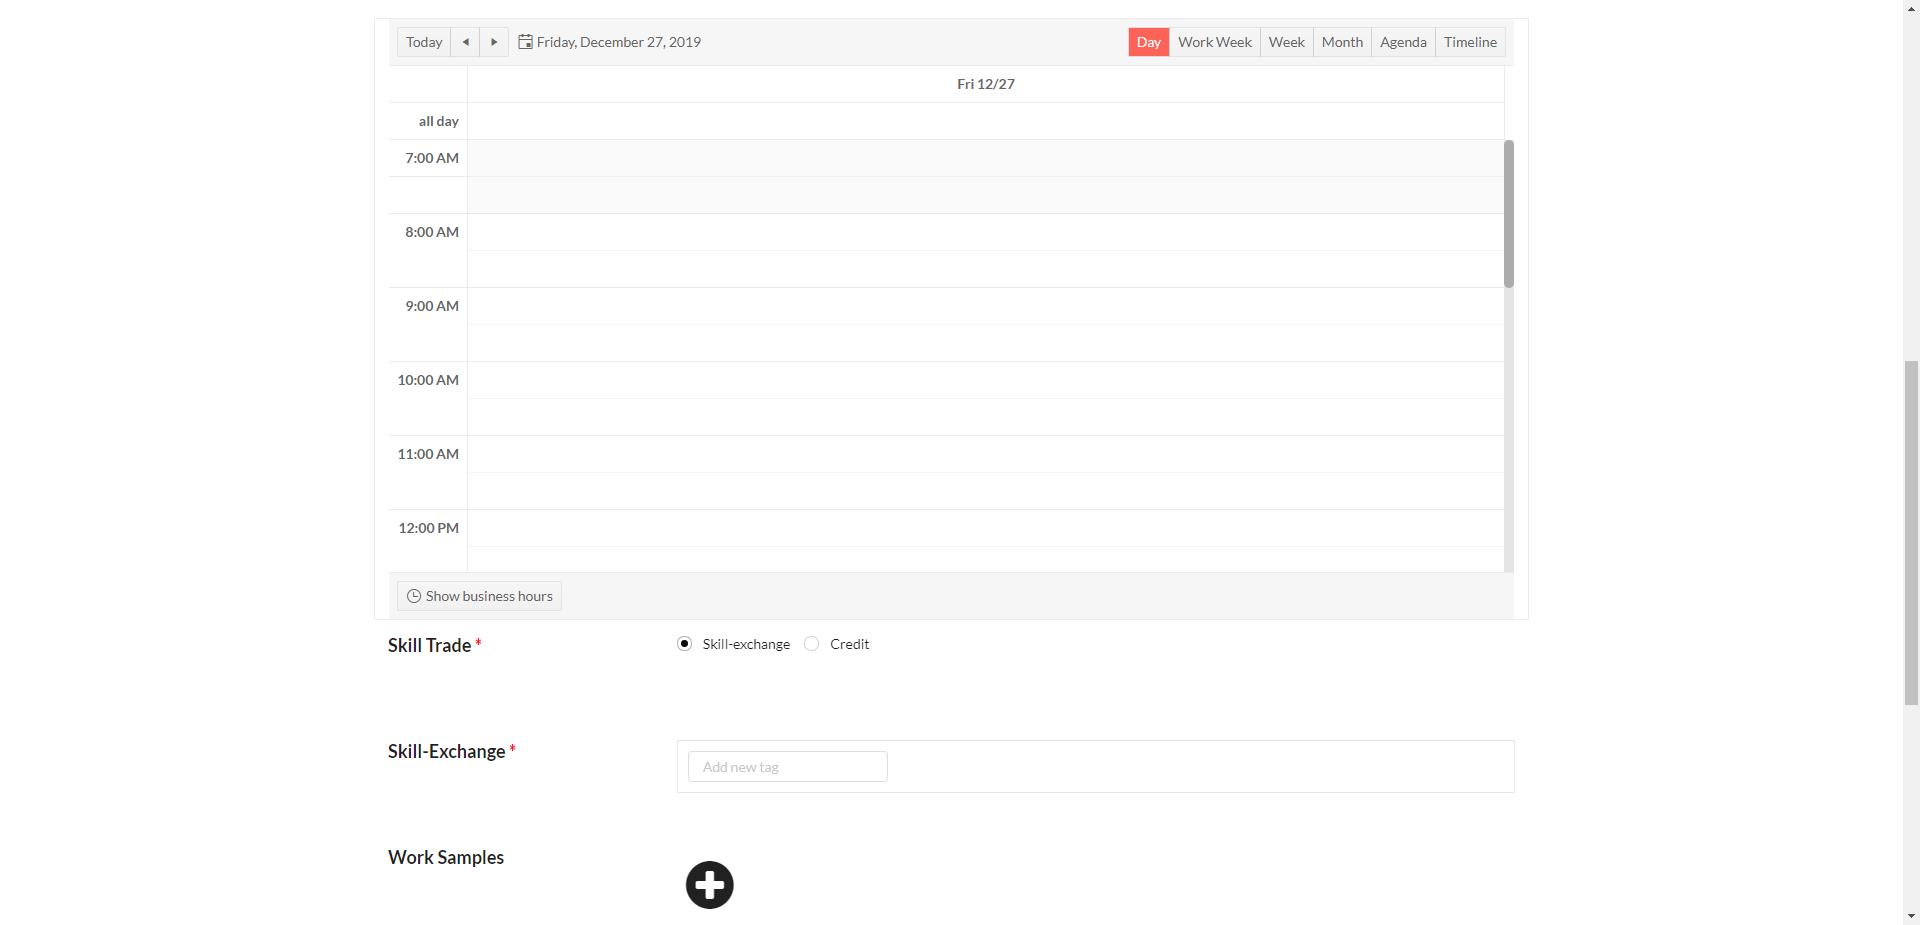 Today Friday, December 27, 2019 Day Work Week Week Month Agenda Timeline
Fri 12/27
all day
7:00 AM
8:00 AM
9:00 AM
10:00 AM
11:00 AM
12:00 PM
Show business hours
Skill Trade * Skill-exchange Credit
Skill-Exchange * Add new tag
Work Samples